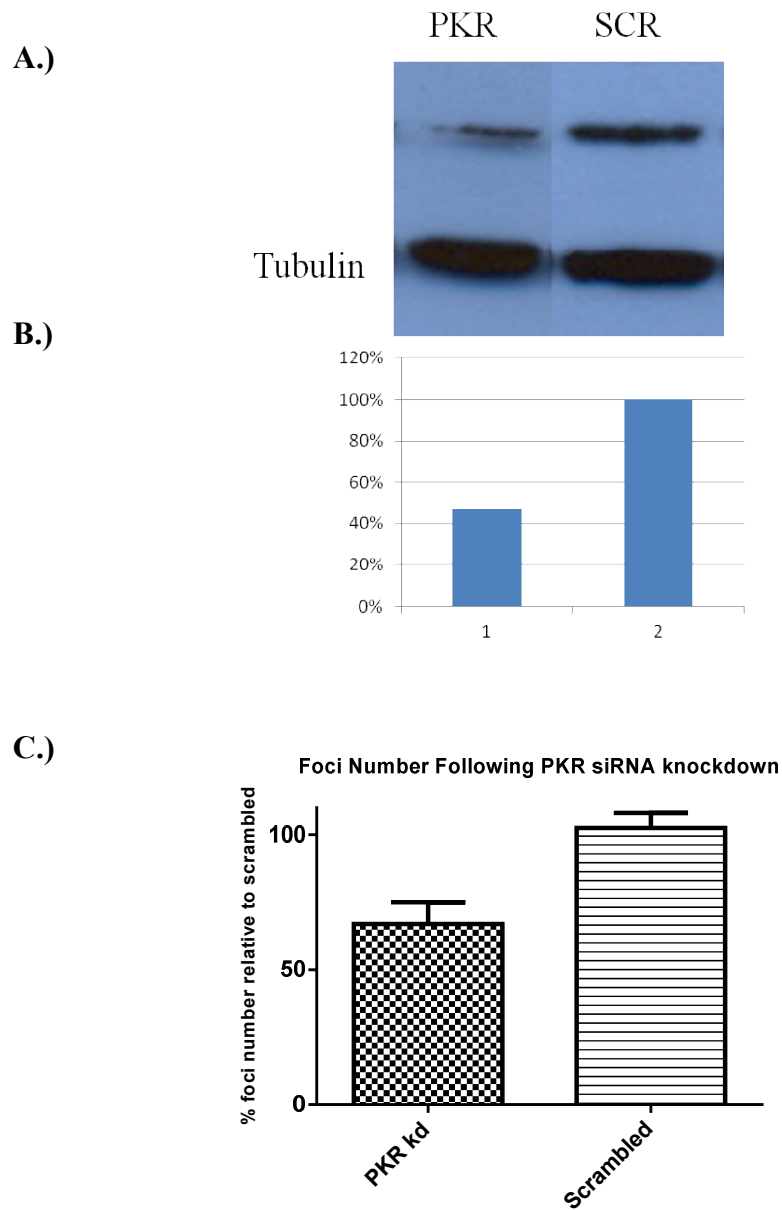 PKR SCR
A.)
Tubulin
B.)
120%
100%
80%
60%
40%
20%
0%
1 2
C.)
Foci Number Following PKR siRNA knockdown
% foci number relative to scrambled
100
50
0
PKR kd
Scrambled